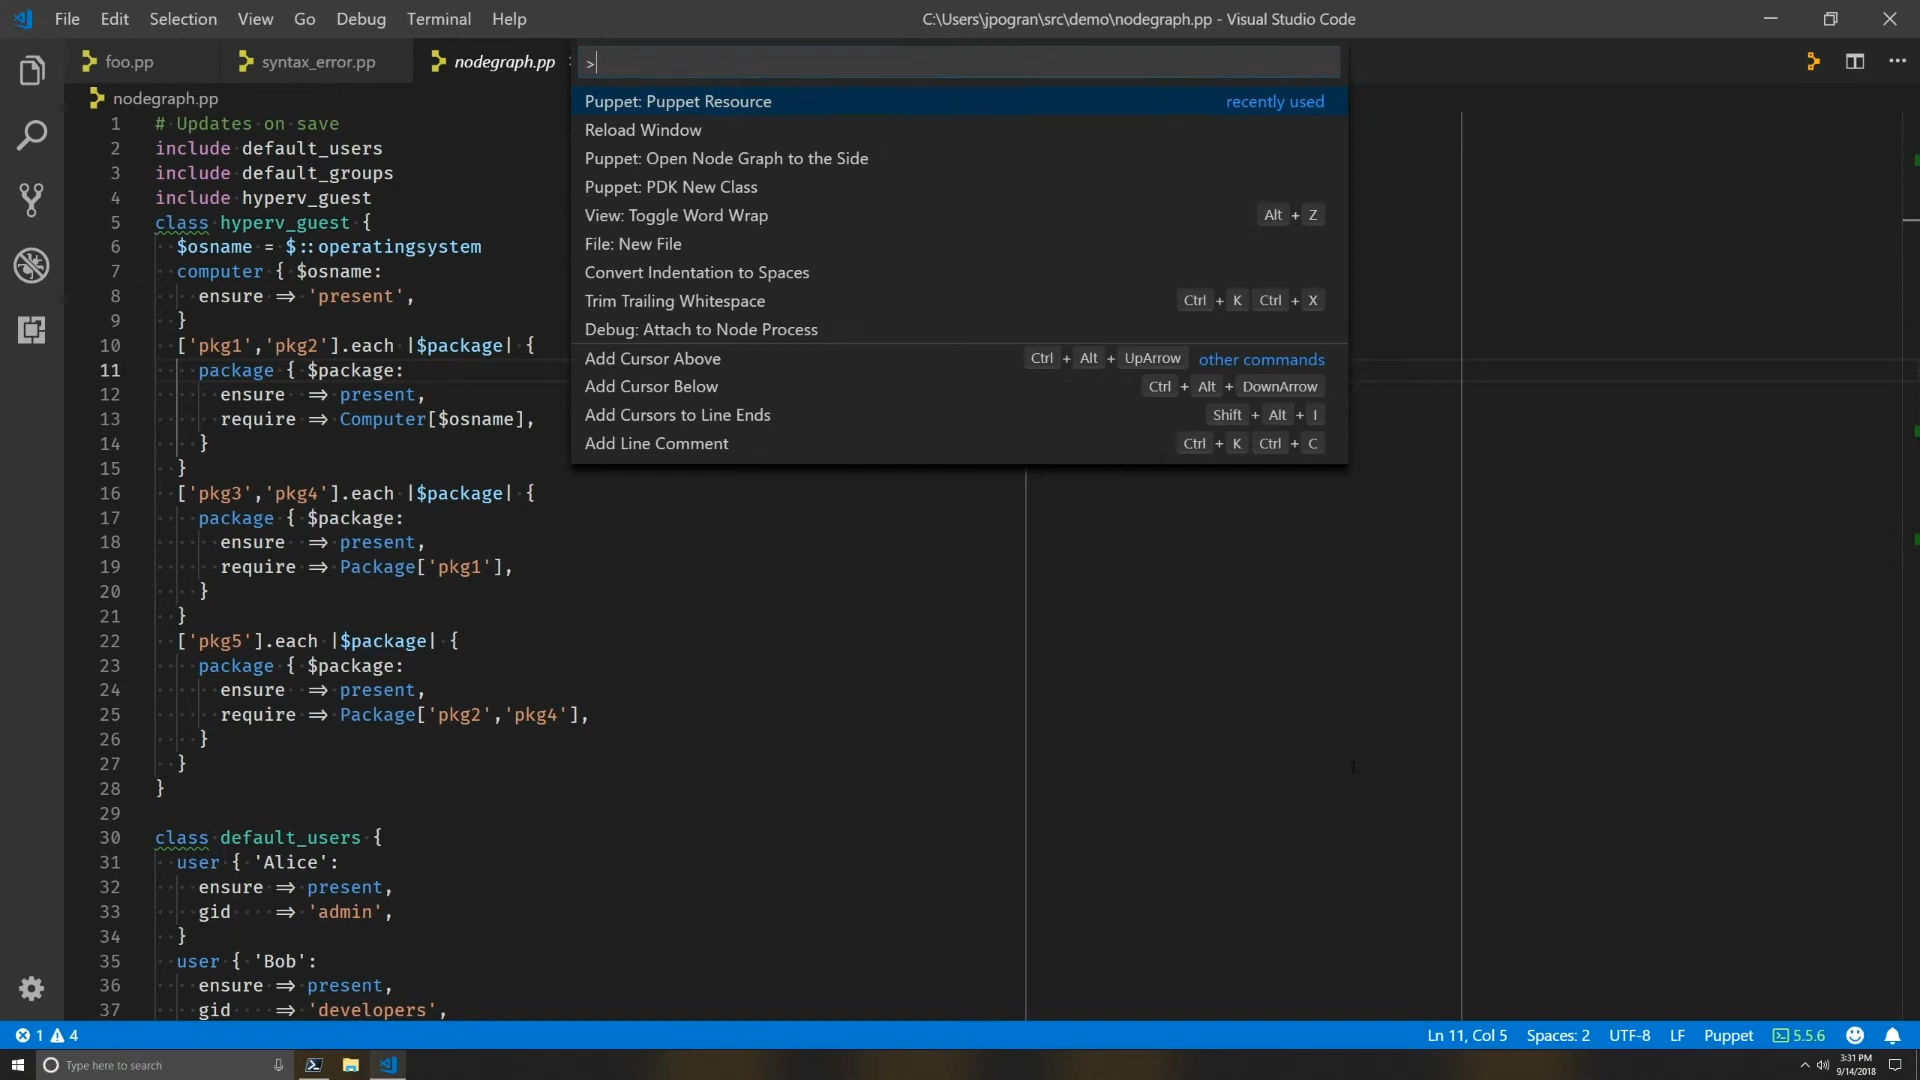 File Edit Selection View Go Debug Terminal Help
C:\Users\jpogran\src\demo\nodegraph.pp - Visual Studio Code
foo.pp
syntax_error.pp
nodegraph.pp
>
nodegraph.pp
Puppet: Puppet Resource recently used
Reload Window
Puppet: Open Node Graph to the Side
Puppet: PDK New Class
View: Toggle Word Wrap Alt + Z
File: New File
Convert Indentation to Spaces
Trim Trailing Whitespace Ctrl + K Ctrl + X
Debug: Attach to Node Process
Add Cursor Above Ctrl + Alt + UpArrow other commands
Add Cursor Below Ctrl + Alt + DownArrow
Add Cursors to Line Ends Shift + Alt + I
Add Line Comment Ctrl + K Ctrl + C
1 # Updates on save
2 include default_users
3 include default_groups
4 include hyperv_guest
5 class hyperv_guest {
6 $osname = $::operatingsystem
7 computer { $osname:
8 ensure => 'present',
9 }
10 ['pkg1','pkg2'].each |$package| {
11 package { $package:
12 ensure => present,
13 require => Computer[$osname],
14 }
15 }
16 ['pkg3','pkg4'].each |$package| {
17 package { $package:
18 ensure => present,
19 require => Package['pkg1'],
20 }
21 }
22 ['pkg5'].each |$package| {
23 package { $package:
24 ensure => present,
25 require => Package['pkg2','pkg4'],
26 }
27 }
28 }
29
30 class default_users {
31 user { 'Alice':
32 ensure => present,
33 gid => 'admin',
34 }
35 user { 'Bob':
36 ensure => present,
37 gid => 'developers',
1 4
Ln 11, Col 5 Spaces: 2 UTF-8 LF Puppet 5.5.6
Type here to search
3:31 PM
9/14/2018